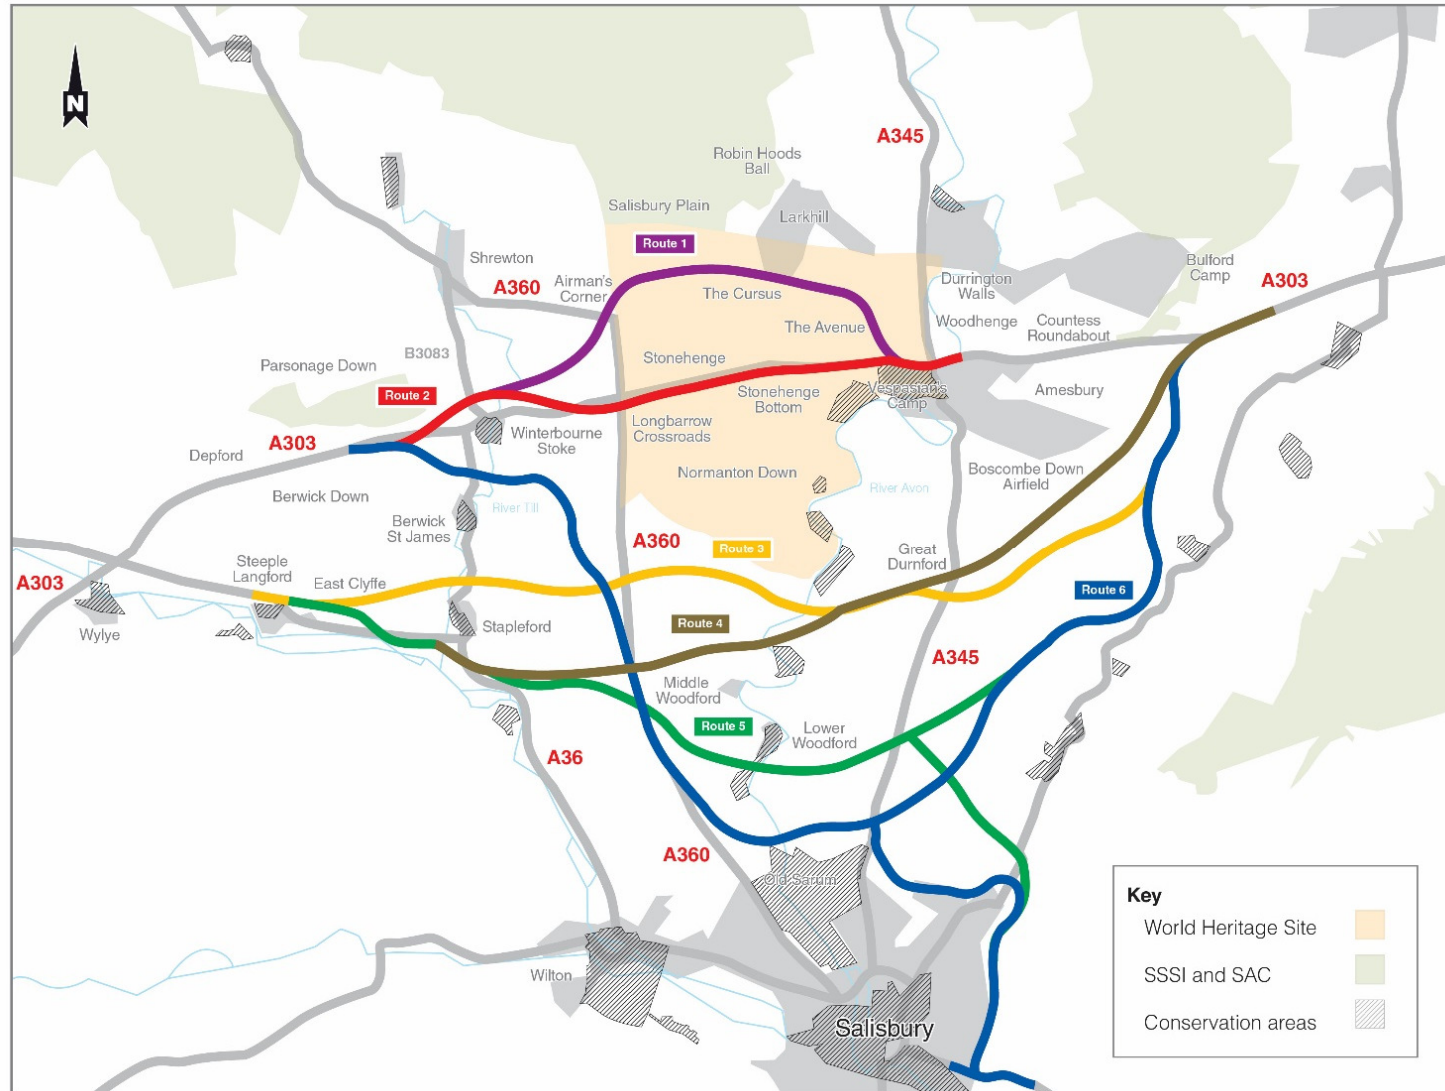 N
A345
Robin Hoods
Ball
Salisbury Plain
Larkhill
Route 1
Shrewton
Bulford
Camp
A360
Airman's
Corner
The Cursus
Durrington
Walls
A303
The Avenue
Woodhenge
Countess
Roundabout
B3083
Parsonage Down
Stonehenge
Route 2
Stonehenge
Bottom
Vespasian's
Camp
Amesbury
A303
Winterbourne
Stoke
Longbarrow
Crossroads
Depford
Normanton Down
Boscombe Down
Airfield
Berwick Down
River Till
River Avon
Berwick
St James
A360
Route 3
Great
Durnford
Steeple
Langford
East Clyffe
A303
Route 6
Wylye
Stapleford
Route 4
A345
Middle
Woodford
Route 5
Lower
Woodford
A36
A360
Old Sarum
Wilton
Salisbury
Key
World Heritage Site
SSSI and SAC
Conservation areas